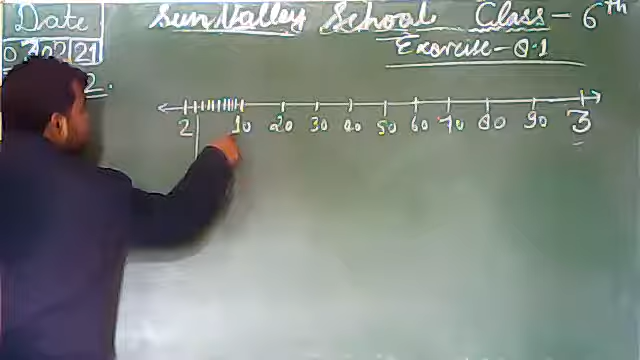 Date Sun Valley School Class - 6th
21
Exercise - 8.1
2.
2 10 20 30 40 50 60 70 80 90 3